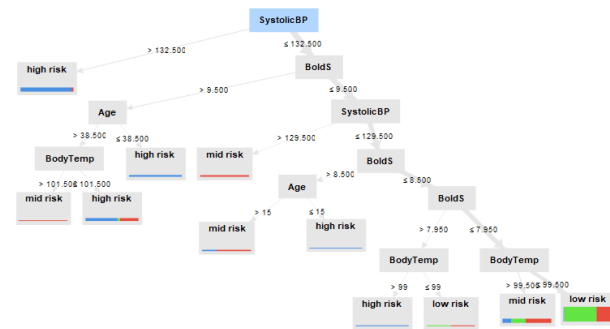 SystolicBP
> 132.500
≤ 132.500
high risk
BoldS
> 9.500
≤ 9.500
Age
SystolicBP
> 38.500
≤ 38.500
> 129.500
≤ 129.500
BodyTemp
high risk
mid risk
BoldS
> 101.500
≤ 101.500
> 8.500
≤ 8.500
mid risk
high risk
Age
BoldS
> 15
≤ 15
> 7.950
≤ 7.950
mid risk
high risk
BodyTemp
BodyTemp
> 99
≤ 99
> 99.500
≤ 99.500
high risk
low risk
mid risk
low risk